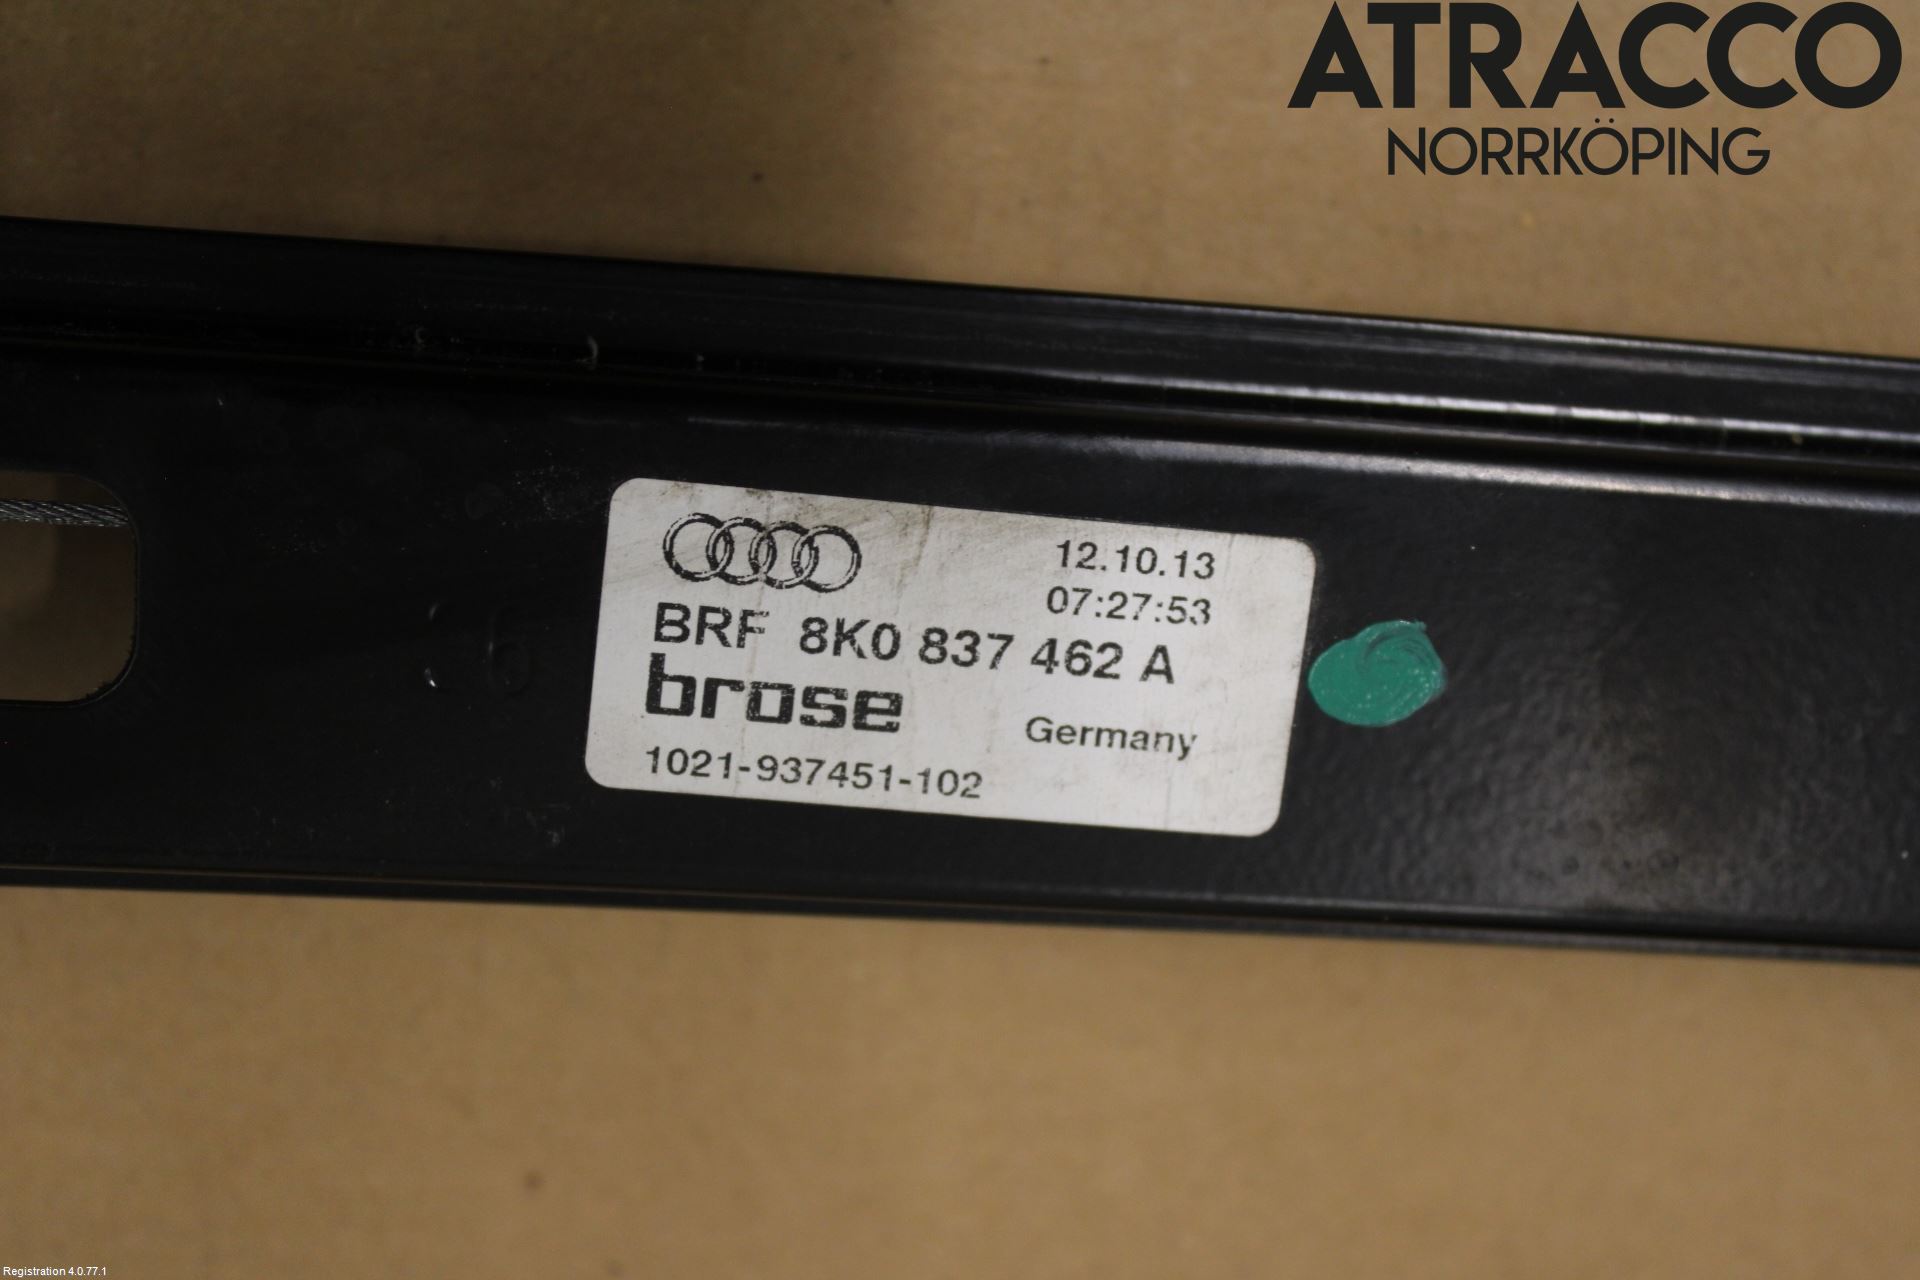 ATRACCO
NORRKÖPING
12.10.13
07:27:53
BRF 8K0 837 462 A
brose
Germany
1021-937451-102
Registration 4.0.77.1